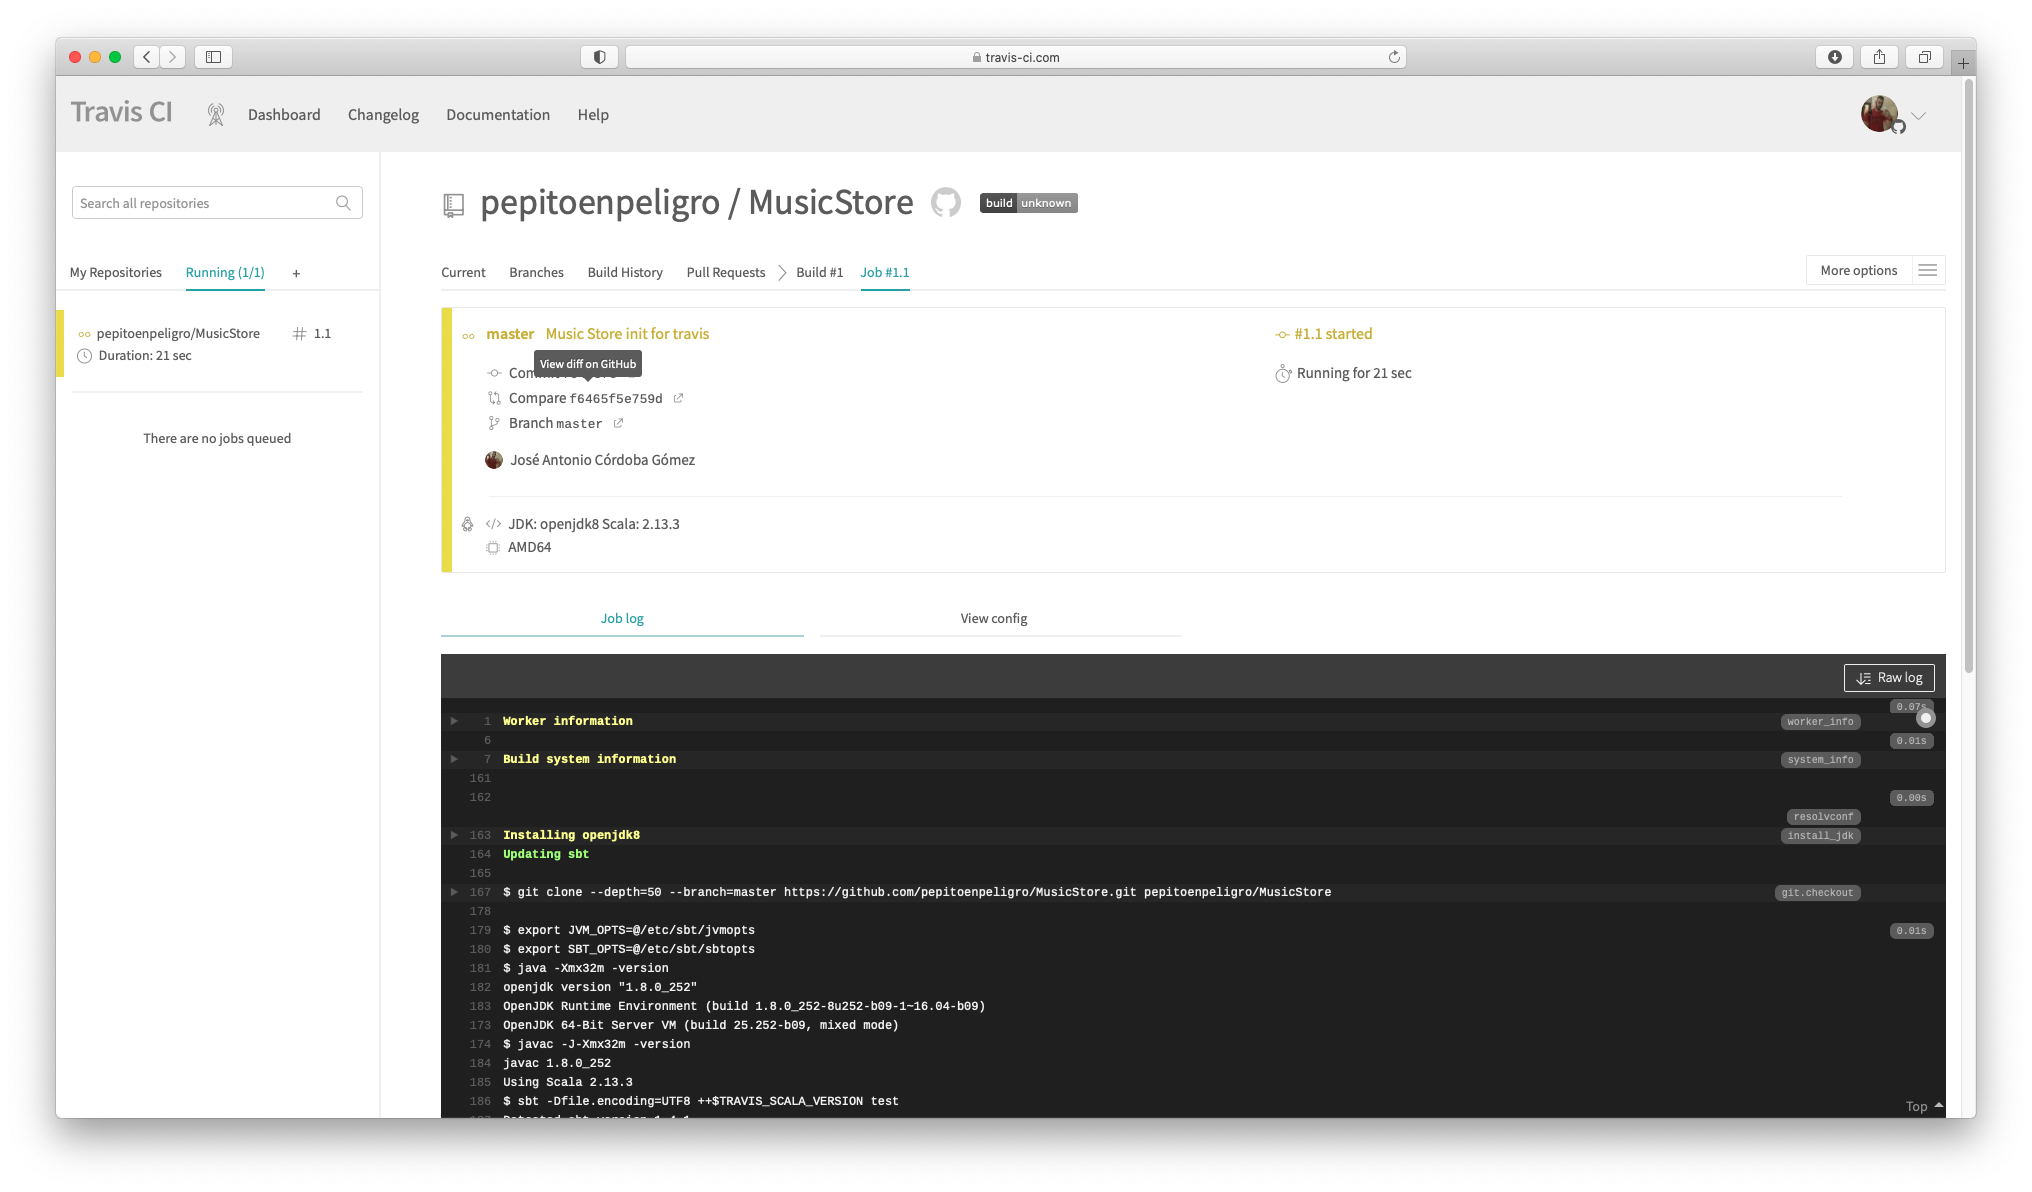 travis-ci.com
Travis CI
Dashboard Changelog Documentation Help
Search all repositories
My Repositories Running (1/1) +
pepitoenpeligro/MusicStore # 1.1
Duration: 21 sec
There are no jobs queued
pepitoenpeligro / MusicStore build unknown
Current Branches Build History Pull Requests Build #1 Job #1.1
More options
master Music Store init for travis
#1.1 started
View diff on GitHub
Running for 21 sec
Compare f6465f5e759d
Branch master
José Antonio Córdoba Gómez
</> JDK: openjdk8 Scala: 2.13.3
AMD64
Job log View config
Raw log
0.07s
1 Worker information worker_info
6 0.01s
7 Build system information system_info
161
162 0.00s
resolvconf
163 Installing openjdk8 install_jdk
164 Updating sbt
165
167 $ git clone --depth=50 --branch=master https://github.com/pepitoenpeligro/MusicStore.git pepitoenpeligro/MusicStore git.checkout
178
179 $ export JVM_OPTS=@/etc/sbt/jvmopts 0.01s
180 $ export SBT_OPTS=@/etc/sbt/sbtopts
181 $ java -Xmx32m -version
182 openjdk version "1.8.0_252"
183 OpenJDK Runtime Environment (build 1.8.0_252-8u252-b09-1~16.04-b09)
173 OpenJDK 64-Bit Server VM (build 25.252-b09, mixed mode)
174 $ javac -J-Xmx32m -version
184 javac 1.8.0_252
185 Using Scala 2.13.3
186 $ sbt -Dfile.encoding=UTF8 ++$TRAVIS_SCALA_VERSION test
Top